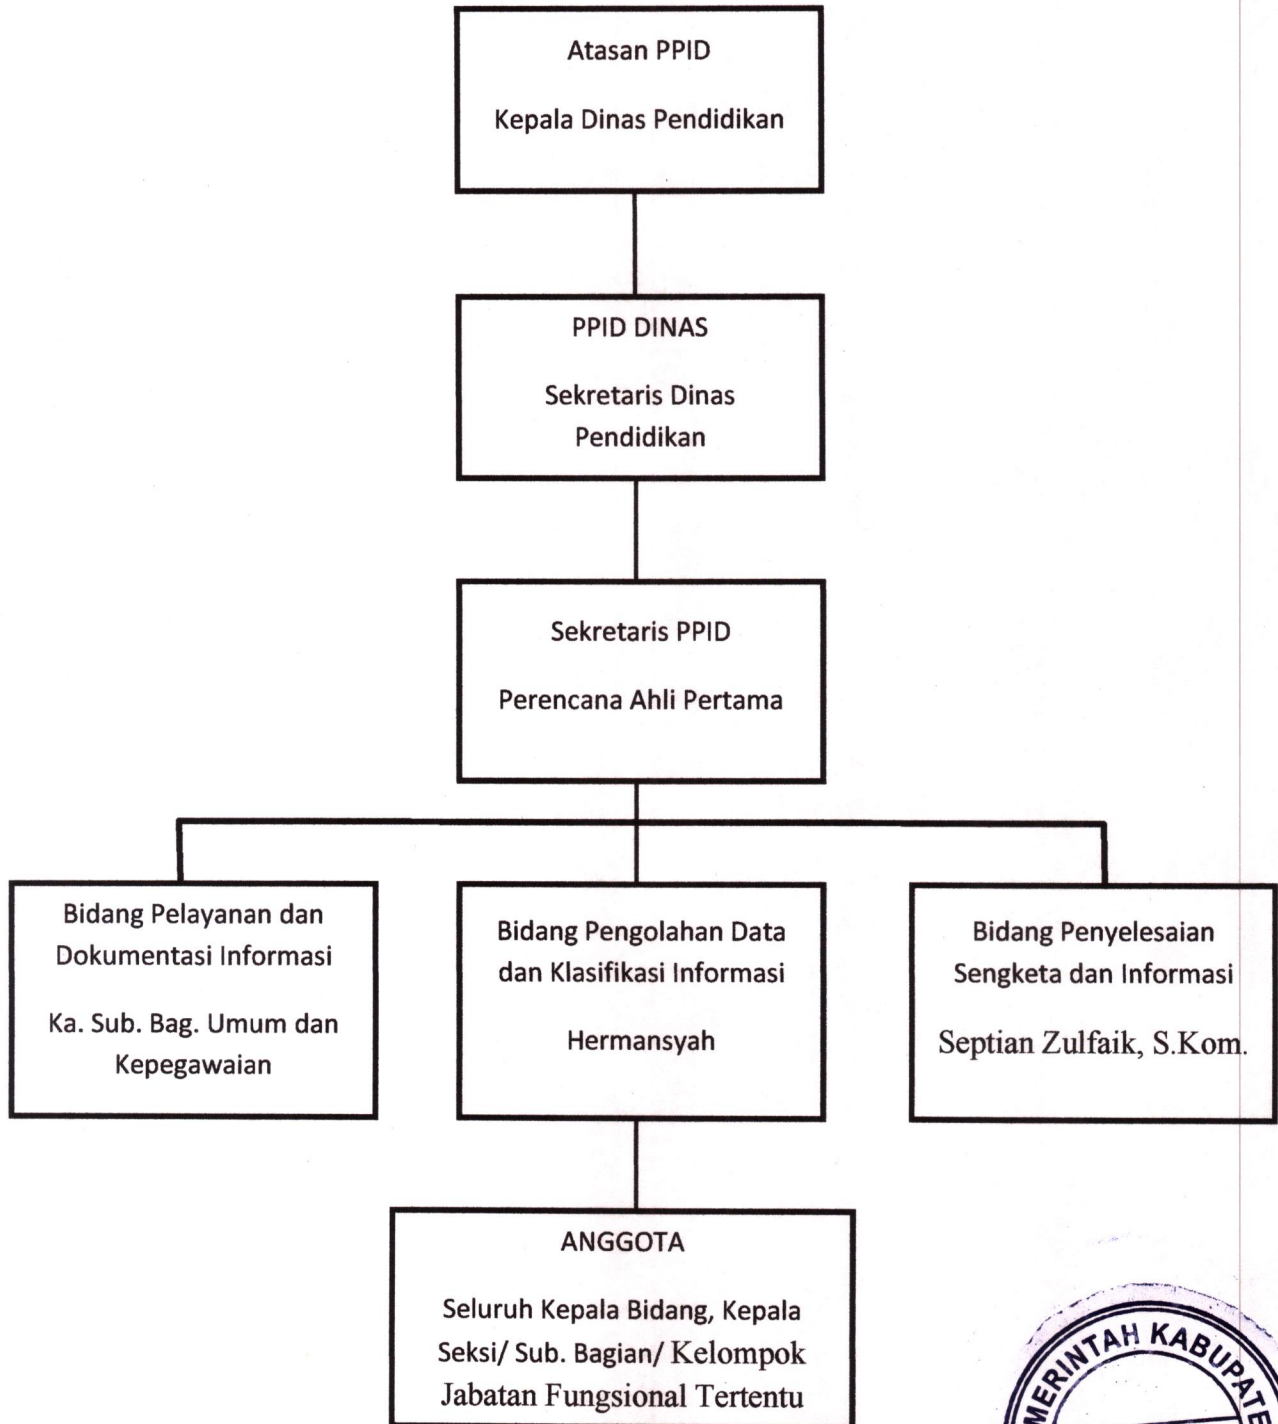 Atasan PPID
Kepala Dinas Pendidikan
PPID DINAS
Sekretaris Dinas
Pendidikan
Sekretaris PPID
Perencana Ahli Pertama
Bidang Pelayanan dan
Dokumentasi Informasi
Ka. Sub. Bag. Umum dan
Kepegawaian
Bidang Pengolahan Data
dan Klasifikasi Informasi
Hermansyah
Bidang Penyelesaian
Sengketa dan Informasi
Septian Zulfaik, S.Kom.
ANGGOTA
Seluruh Kepala Bidang, Kepala
Seksi/ Sub. Bagian/ Kelompok
Jabatan Fungsional Tertentu
MERINTAH KABUPATE